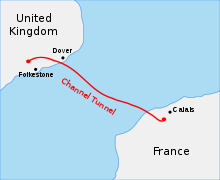 United
Kingdom
Dover
Folkestone
Channel Tunnel
Calais
France